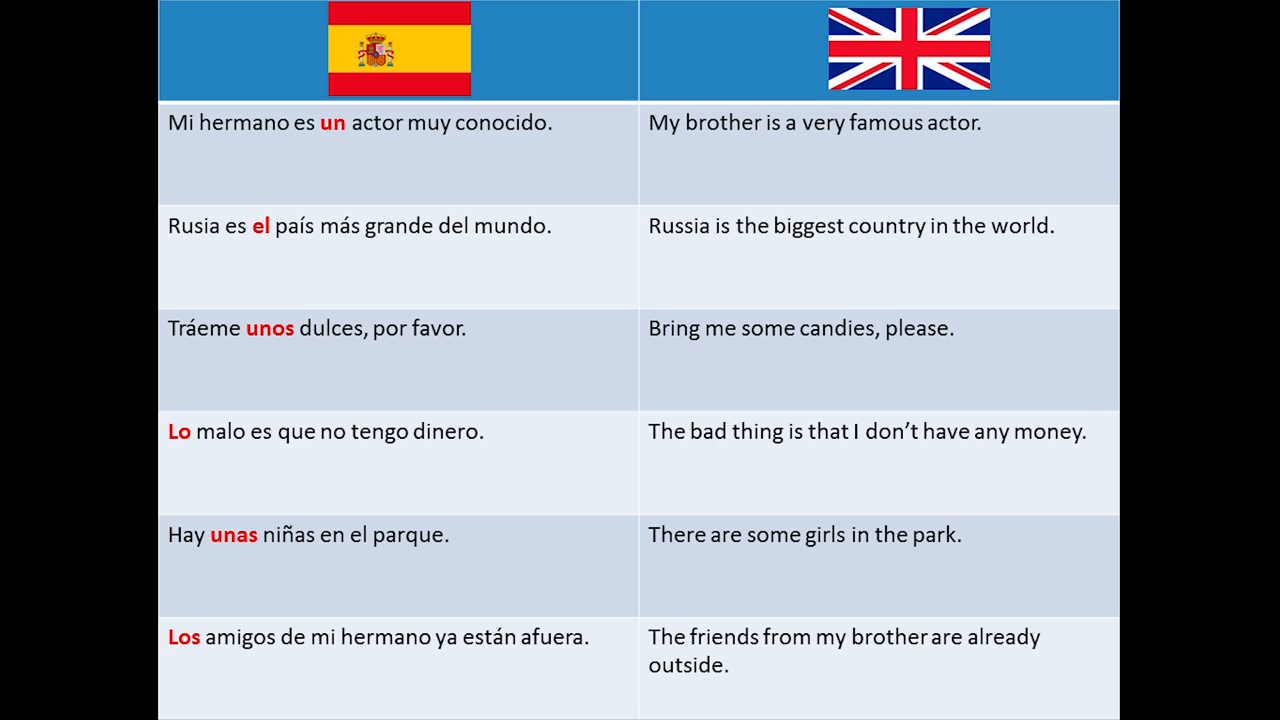 Mi hermano es un actor muy conocido.
My brother is a very famous actor.
Rusia es el país más grande del mundo.
Russia is the biggest country in the world.
Tráeme unos dulces, por favor.
Bring me some candies, please.
Lo malo es que no tengo dinero.
The bad thing is that I don’t have any money.
Hay unas niñas en el parque.
There are some girls in the park.
Los amigos de mi hermano ya están afuera.
The friends from my brother are already
outside.